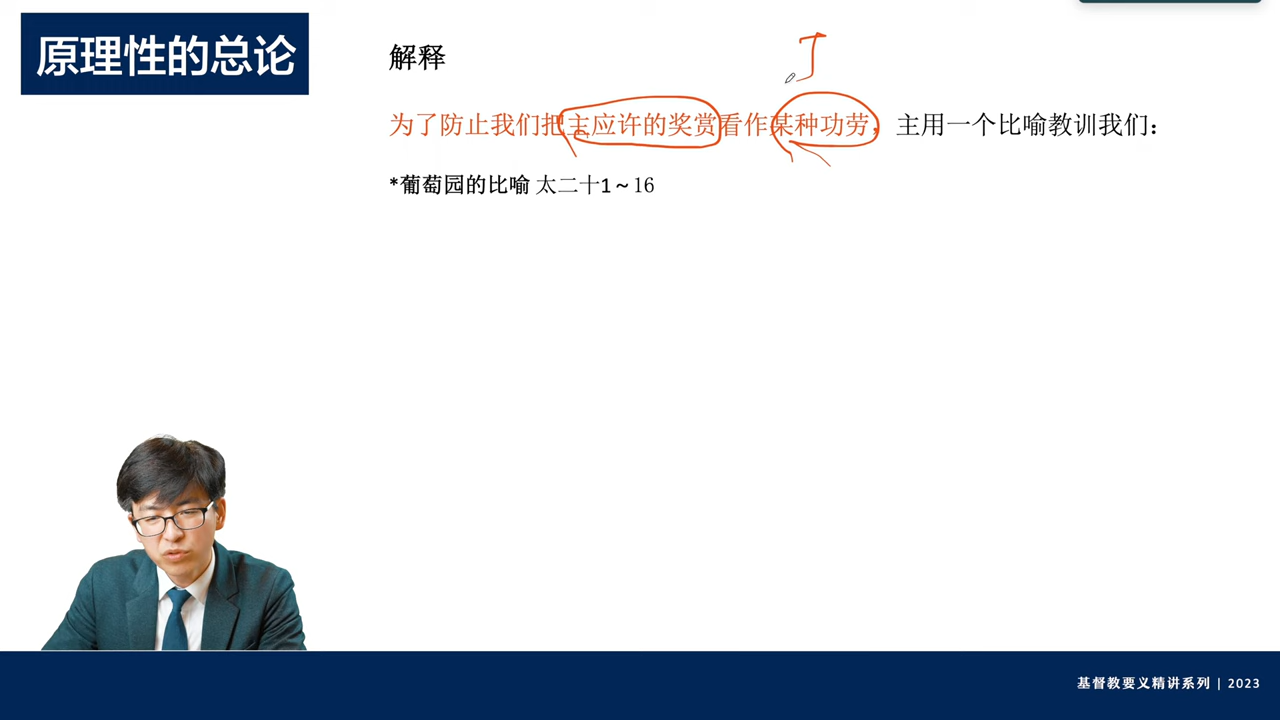 原理性的总论
解释
为了防止我们把主应许的奖赏看作某种功劳，主用一个比喻教训我们：
*葡萄园的比喻 太二十1～16
基督教要义精讲系列 | 2023